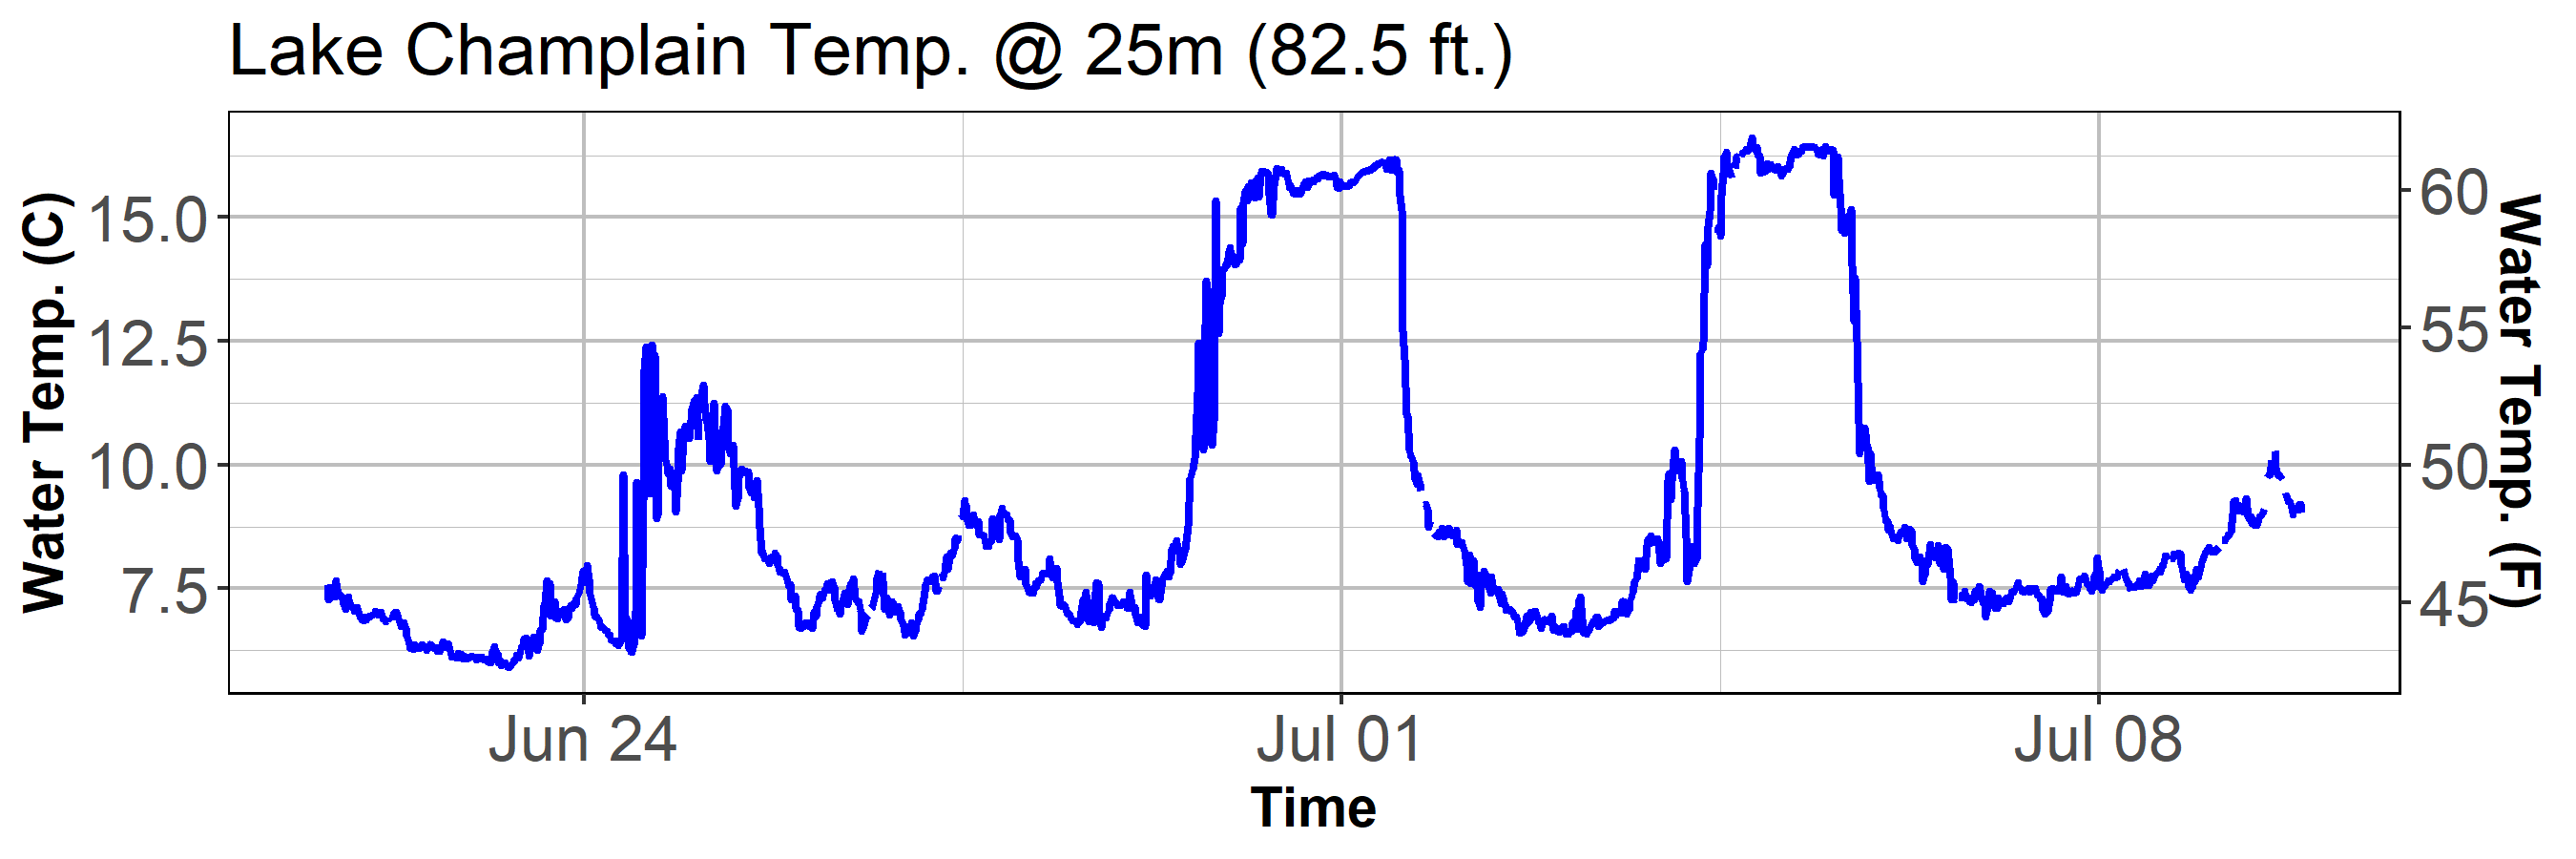 Lake Champlain Temp. @ 25m (82.5 ft.)
Water Temp. (C)
15.0
12.5
10.0
7.5
60
55
50
45
Water Temp. (F)
Jun 24
Jul 01
Jul 08
Time